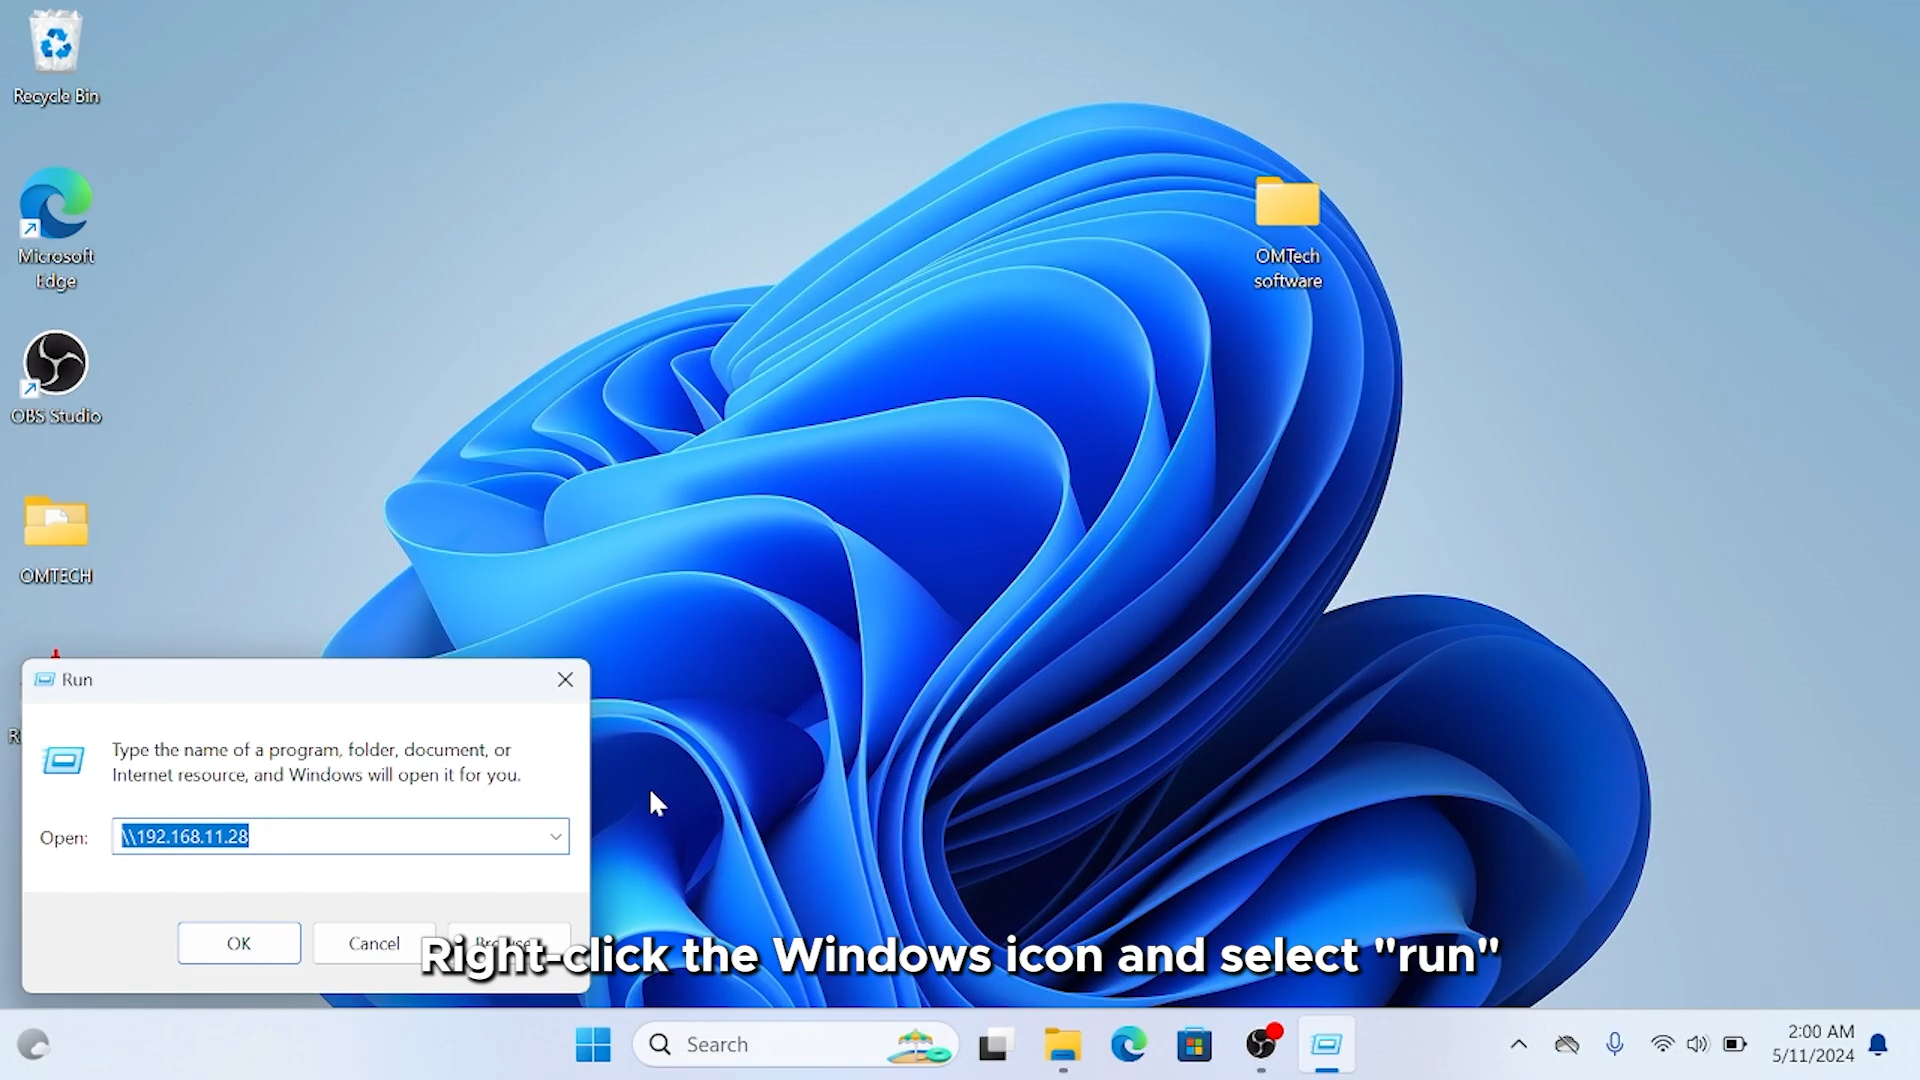 Recycle Bin
Microsoft
Edge
OBS Studio
OMTECH
OMTech
software
Run
Type the name of a program, folder, document, or
Internet resource, and Windows will open it for you.
Open:
\\192.168.11.28
OK
Cancel
Right-click the Windows icon and select "run"
Search
2:00 AM
5/11/2024